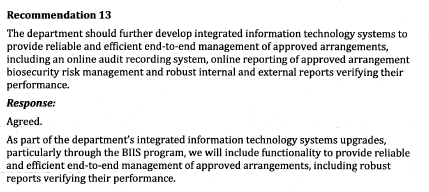 Recommendation 13
The department should further develop integrated information technology systems to
provide reliable and efficient end-to-end management of approved arrangements,
including an online audit recording system, online reporting of approved arrangement
biosecurity risk management and robust internal and external reports verifying their
performance.
Response:
Agreed.
As part of the department's integrated information technology systems upgrades,
particularly through the BIIS program, we will include functionality to provide reliable
and efficient end-to-end management of approved arrangements, including robust
reports verifying their performance.